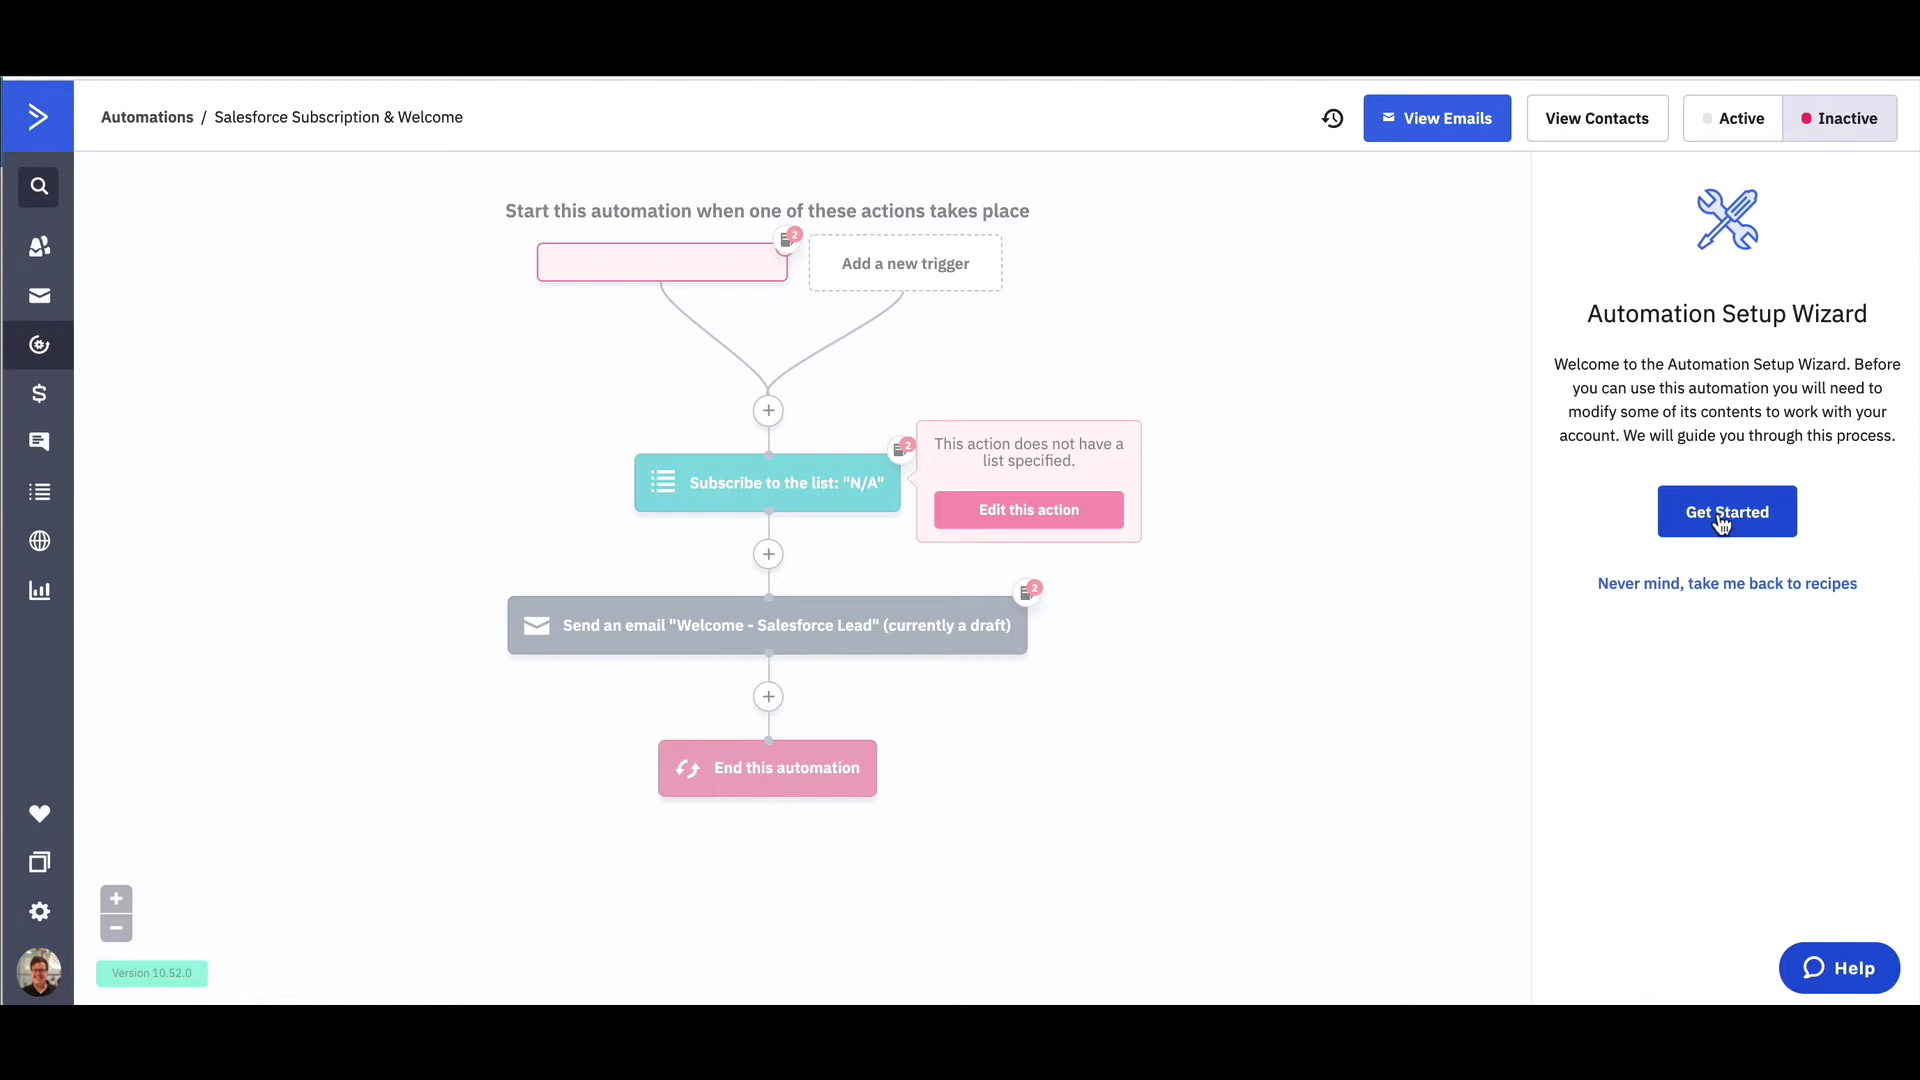 Automations / Salesforce Subscription & Welcome
View Emails
View Contacts
Active
Inactive
Start this automation when one of these actions takes place
2
Add a new trigger
2
Subscribe to the list: "N/A"
This action does not have a
list specified.
Edit this action
2
Send an email "Welcome - Salesforce Lead" (currently a draft)
End this automation
Automation Setup Wizard
Welcome to the Automation Setup Wizard. Before
you can use this automation you will need to
modify some of its contents to work with your
account. We will guide you through this process.
Get Started
Never mind, take me back to recipes
Version 10.52.0
Help